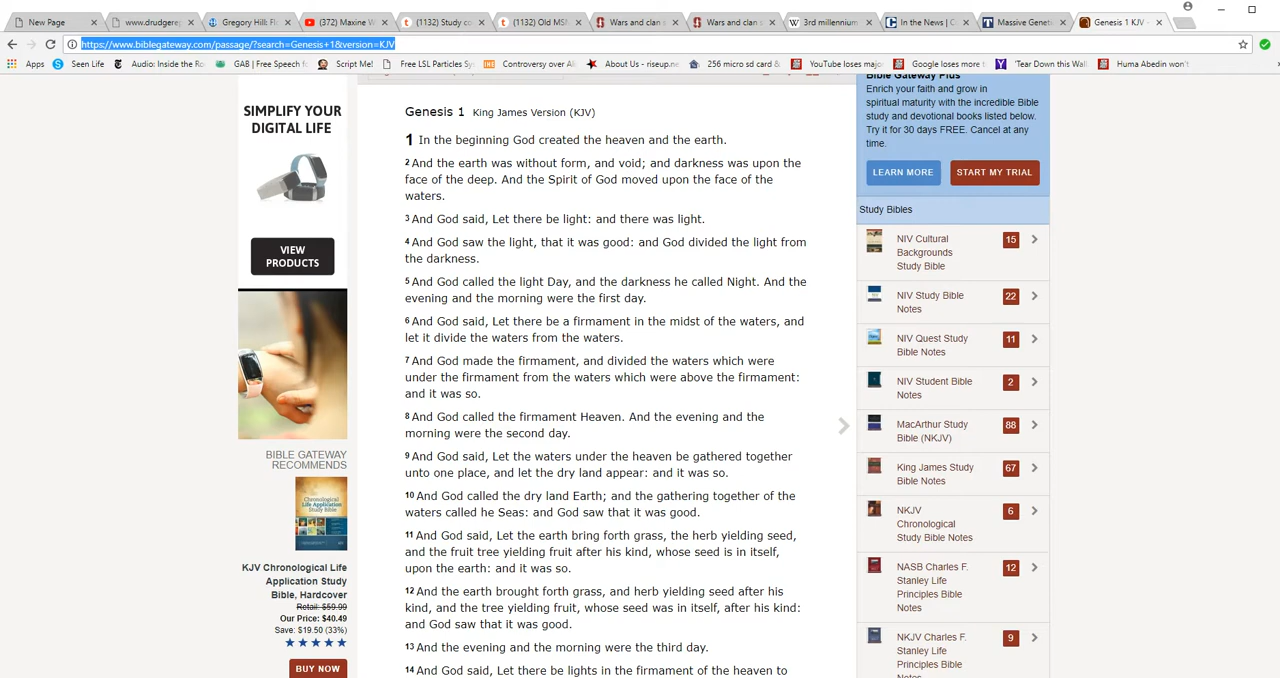 New Page
www.drudgerep
Gregory Hill: Flo
(372) Maxine W
(1132) Study co
(1132) Old MSN
Wars and clan s
Wars and clan s
3rd millennium
In the News | C
Massive Geneti
Genesis 1 KJV -
https://www.biblegateway.com/passage/?search=Genesis+1&version=KJV
Apps
Seen Life
Audio: Inside the Ro
GAB | Free Speech f
Script Me!
Free LSL Particles Sys
Controversy over Al
About Us - riseup.ne
256 micro sd card &
YouTube loses major
Google loses more
'Tear Down this Wall
Huma Abedin won't
SIMPLIFY YOUR
DIGITAL LIFE
VIEW
PRODUCTS
BIBLE GATEWAY
RECOMMENDS
Chronological
Life Application
Study Bible
KJV Chronological Life
Application Study
Bible, Hardcover
Retail: $59.99
Our Price: $40.49
Save: $19.50 (33%)
BUY NOW
Genesis 1 King James Version (KJV)
1 In the beginning God created the heaven and the earth.
2 And the earth was without form, and void; and darkness was upon the
face of the deep. And the Spirit of God moved upon the face of the
waters.
3 And God said, Let there be light: and there was light.
4 And God saw the light, that it was good: and God divided the light from
the darkness.
5 And God called the light Day, and the darkness he called Night. And the
evening and the morning were the first day.
6 And God said, Let there be a firmament in the midst of the waters, and
let it divide the waters from the waters.
7 And God made the firmament, and divided the waters which were
under the firmament from the waters which were above the firmament:
and it was so.
8 And God called the firmament Heaven. And the evening and the
morning were the second day.
9 And God said, Let the waters under the heaven be gathered together
unto one place, and let the dry land appear: and it was so.
10 And God called the dry land Earth; and the gathering together of the
waters called he Seas: and God saw that it was good.
11 And God said, Let the earth bring forth grass, the herb yielding seed,
and the fruit tree yielding fruit after his kind, whose seed is in itself,
upon the earth: and it was so.
12 And the earth brought forth grass, and herb yielding seed after his
kind, and the tree yielding fruit, whose seed was in itself, after his kind:
and God saw that it was good.
13 And the evening and the morning were the third day.
14 And God said, Let there be lights in the firmament of the heaven to
Bible Gateway Plus
Enrich your faith and grow in
spiritual maturity with the incredible Bible
study and devotional books listed below.
Try it for 30 days FREE. Cancel at any
time.
LEARN MORE
START MY TRIAL
Study Bibles
NIV Cultural 15
Backgrounds
Study Bible
NIV Study Bible 22
Notes
NIV Quest Study 11
Bible Notes
NIV Student Bible 2
Notes
MacArthur Study 88
Bible (NKJV)
King James Study 67
Bible Notes
NKJV 6
Chronological
Study Bible Notes
NASB Charles F. 12
Stanley Life
Principles Bible
Notes
NKJV Charles F. 9
Stanley Life
Principles Bible